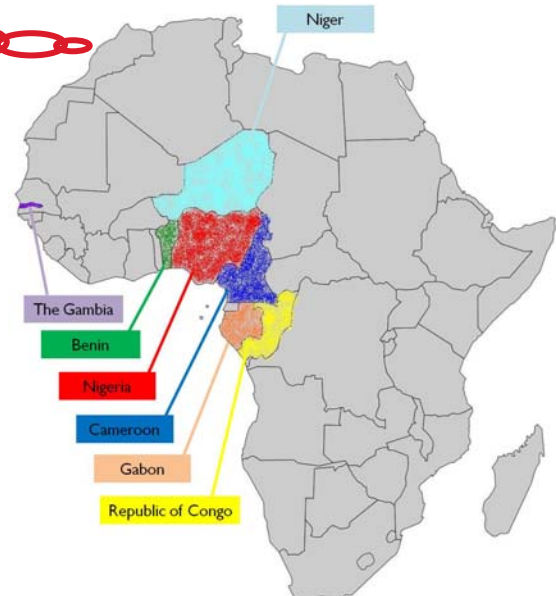 Niger
The Gambia
Benin
Nigeria
Cameroon
Gabon
Republic of Congo